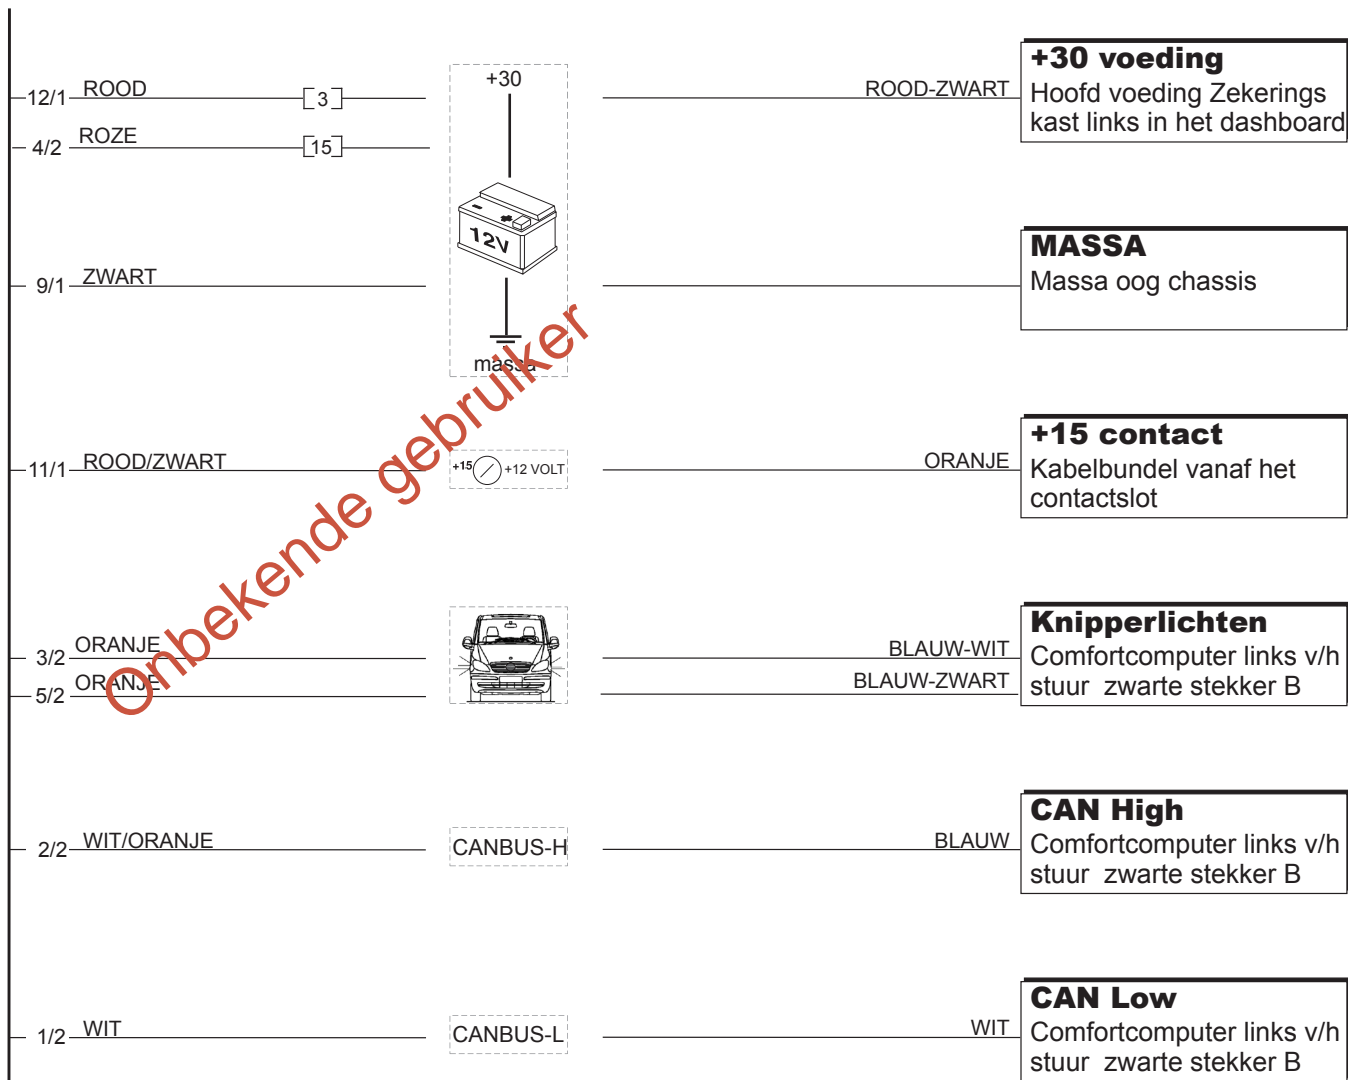 12/1 ROOD 3 +30 ROOD-ZWART
+30 voeding
Hoofd voeding Zekerings
kast links in het dashboard
4/2 ROZE 15
12V
9/1 ZWART
massa
MASSA
Massa oog chassis
11/1 ROOD/ZWART +15 +12 VOLT ORANJE
+15 contact
Kabelbundel vanaf het
contactslot
3/2 ORANJE BLAUW-WIT
5/2 ORANJE BLAUW-ZWART
Knipperlichten
Comfortcomputer links v/h
stuur zwarte stekker B
2/2 WIT/ORANJE CANBUS-H BLAUW
CAN High
Comfortcomputer links v/h
stuur zwarte stekker B
1/2 WIT CANBUS-L WIT
CAN Low
Comfortcomputer links v/h
stuur zwarte stekker B
Onbekende gebruiker